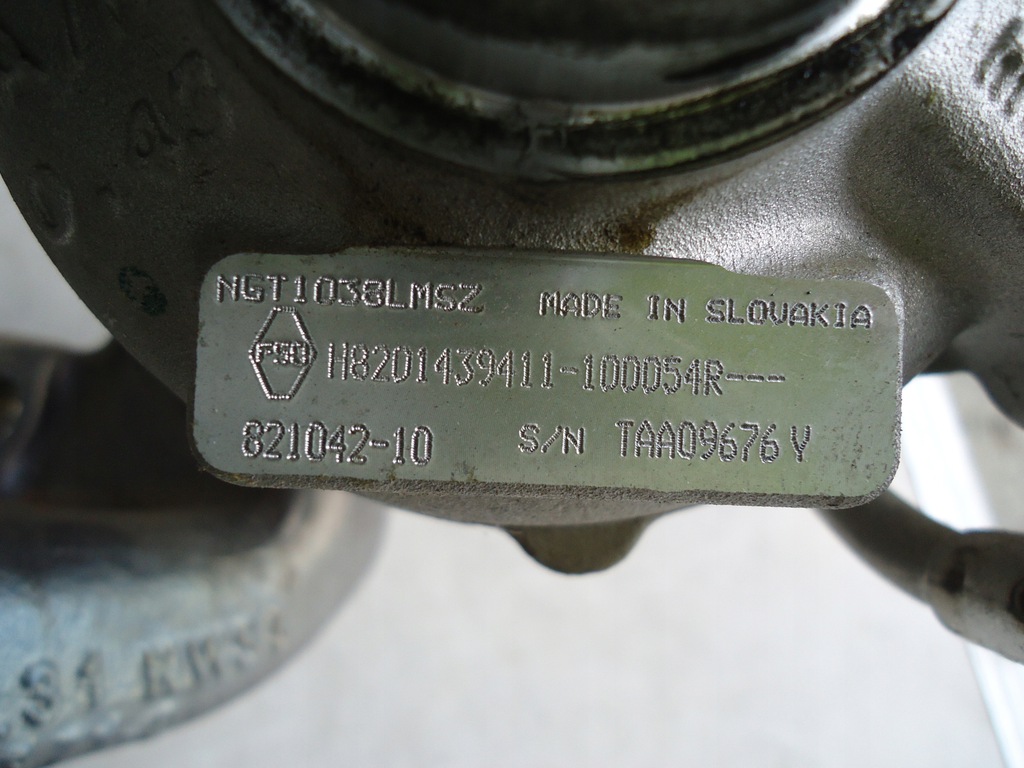 NGT1038LMSZ MADE IN SLOVAKIA
H8201439411-100054R---
821042-10 S/N TAA09676Y